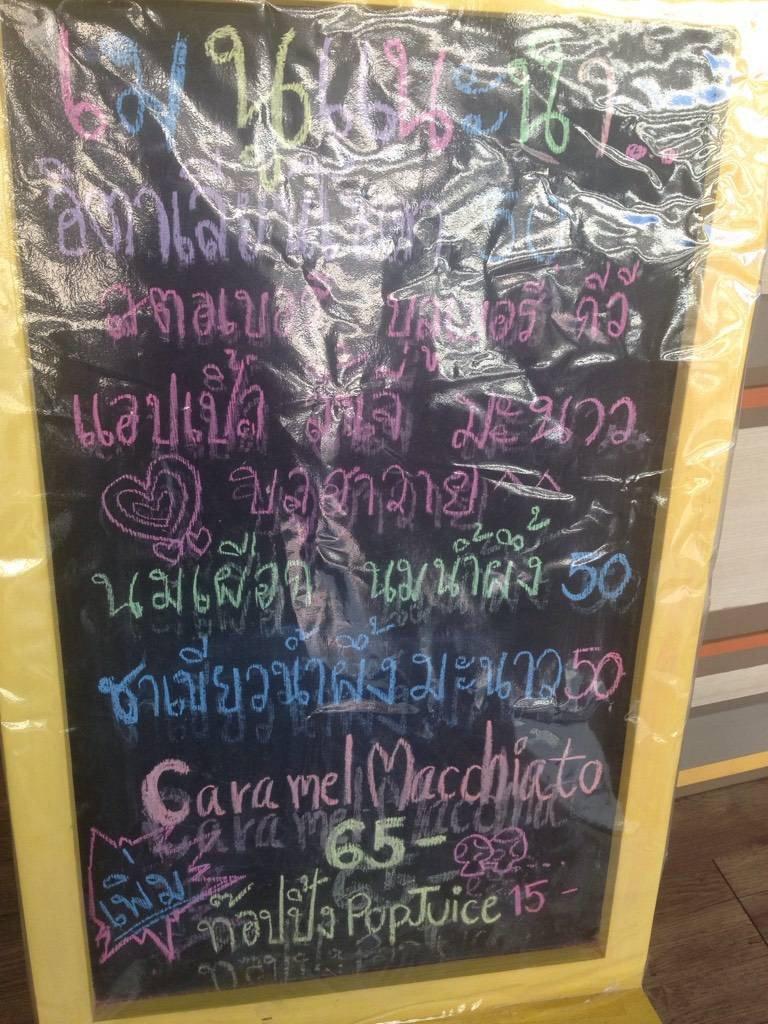 เมนูแนะนำ..
อิตาเลี่ยนโซดา 50
สตอเบอรี่ บลูเบอรี่ กีวี่
แอปเปิ้ล ลิ้นจี่ มะนาว
บลูฮาวาย ^^
นมเผือก นมน้ำผึ้ง 50
ชาเขียวน้ำผึ้งมะนาว 50
Caramel Macchiato
65-
เพิ่ม ท๊อปปิ้ง Pop Juice 15-